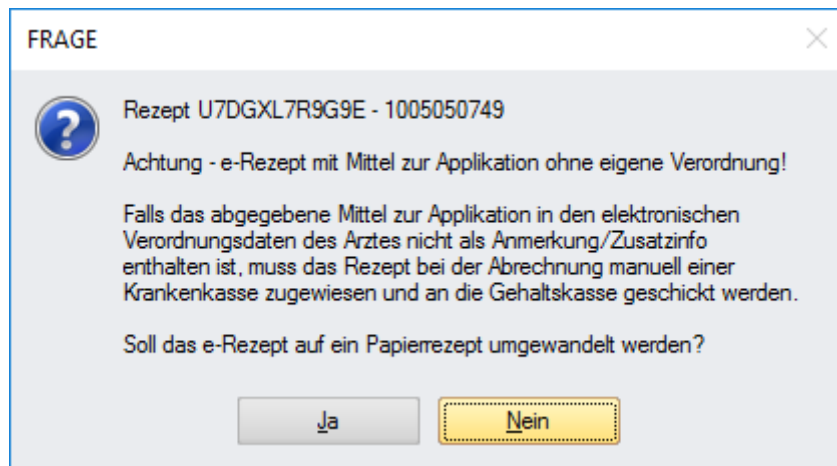 FRAGE
Rezept U7DGXL7R9G9E - 1005050749
Achtung - e-Rezept mit Mittel zur Applikation ohne eigene Verordnung!
Falls das abgegebene Mittel zur Applikation in den elektronischen
Verordnungsdaten des Arztes nicht als Anmerkung/Zusatzinfo
enthalten ist, muss das Rezept bei der Abrechnung manuell einer
Krankenkasse zugewiesen und an die Gehaltskasse geschickt werden.
Soll das e-Rezept auf ein Papierrezept umgewandelt werden?
Ja
Nein